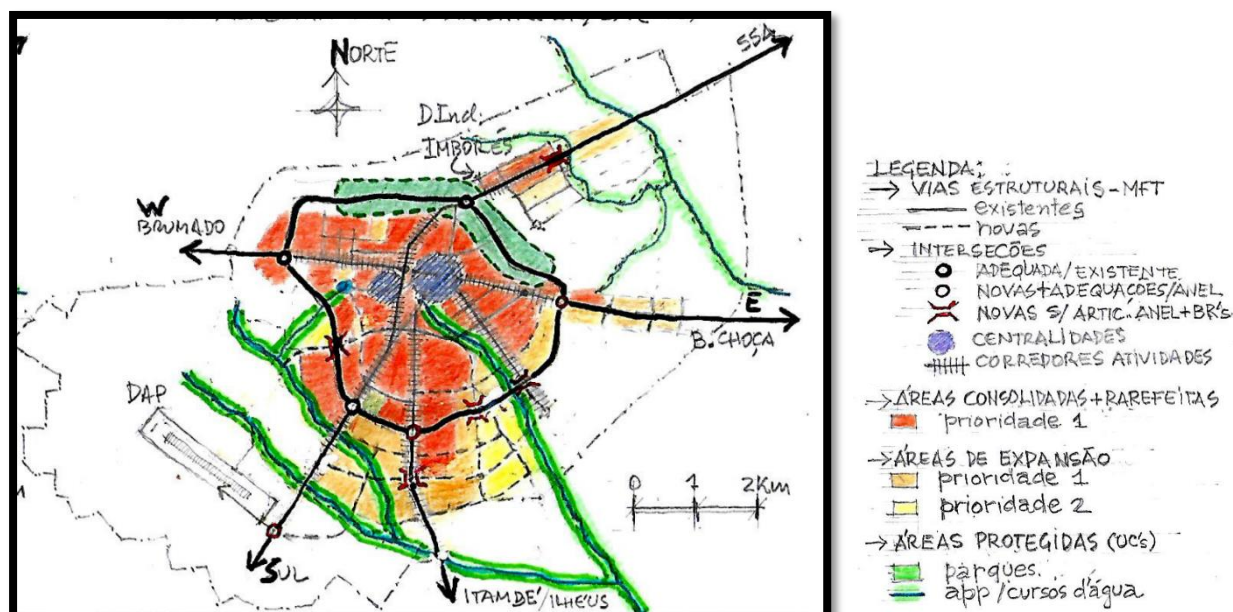 NORTE
SSA
D.Ind.
IMBORÉS
W
BRUMADO
E
B.CHOÇA
DAP
SUL
ITAMBÉ/ILHEUS
0 1 2Km
LEGENDA:
→ VIAS ESTRUTURAIS-MFT
existentes
novas
→ INTERSEÇÕES
ADEQUADA/EXISTENTE
NOVAS+ADEQUAÇÕES/ANEL
NOVAS S/ARTIC.ANEL+BR's
CENTRALIDADES
CORREDORES ATIVIDADES
→ ÁREAS CONSOLIDADAS+RAREFEITAS
prioridade 1
→ ÁREAS DE EXPANSÃO
prioridade 1
prioridade 2
→ ÁREAS PROTEGIDAS (UC's)
parques
app/cursos d'água